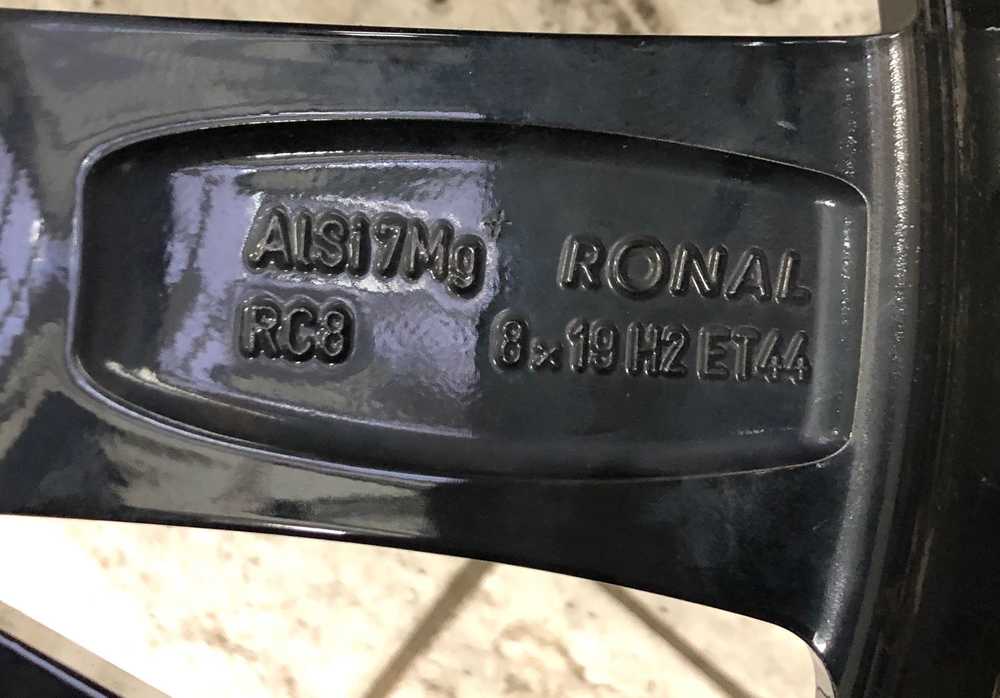 AlSi7Mg RONAL
RC8 8x19 H2 ET44